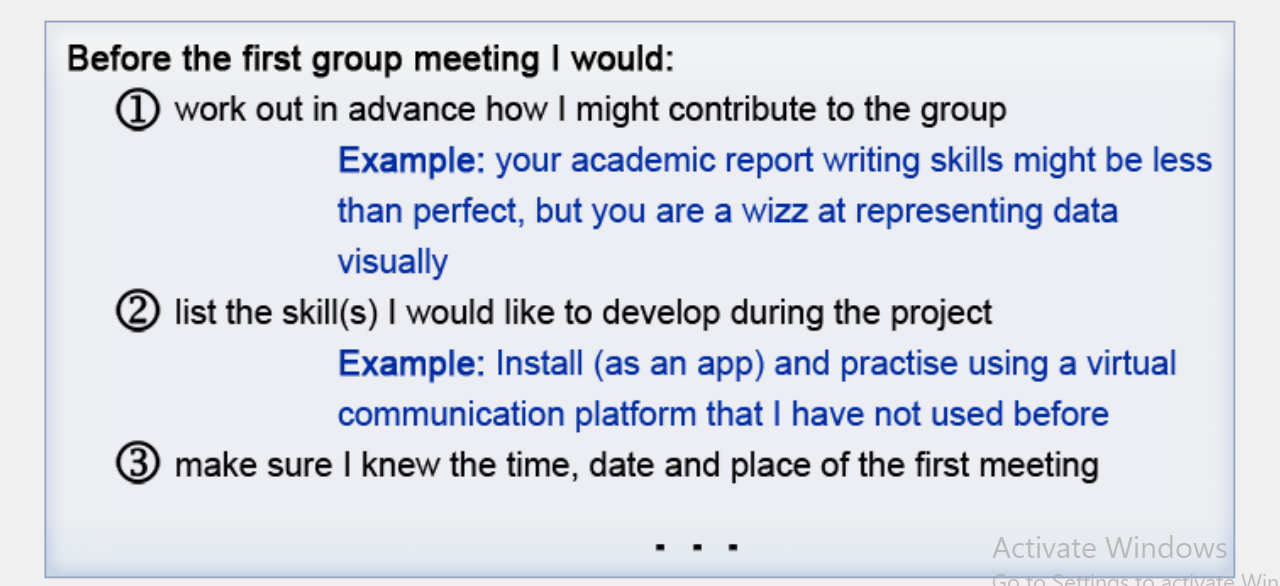 Before the first group meeting I would:
① work out in advance how I might contribute to the group
Example: your academic report writing skills might be less
than perfect, but you are a wizz at representing data
visually
② list the skill(s) I would like to develop during the project
Example: Install (as an app) and practise using a virtual
communication platform that I have not used before
③ make sure I knew the time, date and place of the first meeting
. . .
Activate Windows
Go to Settings to activate Win